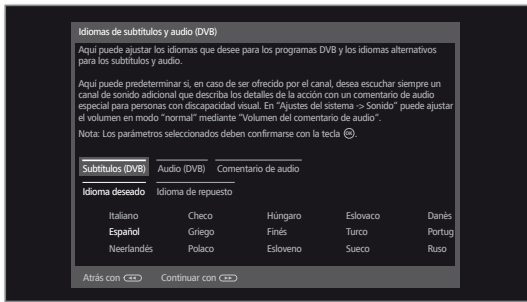 Idiomas de subtítulos y audio (DVB)
Aquí puede ajustar los idiomas que desee para los programas DVB y los idiomas alternativos
para los subtítulos y audio.
Aquí puede predeterminar si, en caso de ser ofrecido por el canal, desea escuchar siempre un
canal de sonido adicional que describa los detalles de la acción con un comentario de audio
especial para personas con discapacidad visual. En "Ajustes del sistema -> Sonido" puede ajustar
el volumen en modo "normal" mediante "Volumen del comentario de audio".
Nota: Los parámetros seleccionados deben confirmarse con la tecla OK.
Subtítulos (DVB) Audio (DVB) Comentario de audio
Idioma deseado Idioma de repuesto
Italiano Checo Húngaro Eslovaco Danès
Español Griego Finés Turco Portug
Neerlandés Polaco Esloveno Sueco Ruso
Atrás con Continuar con